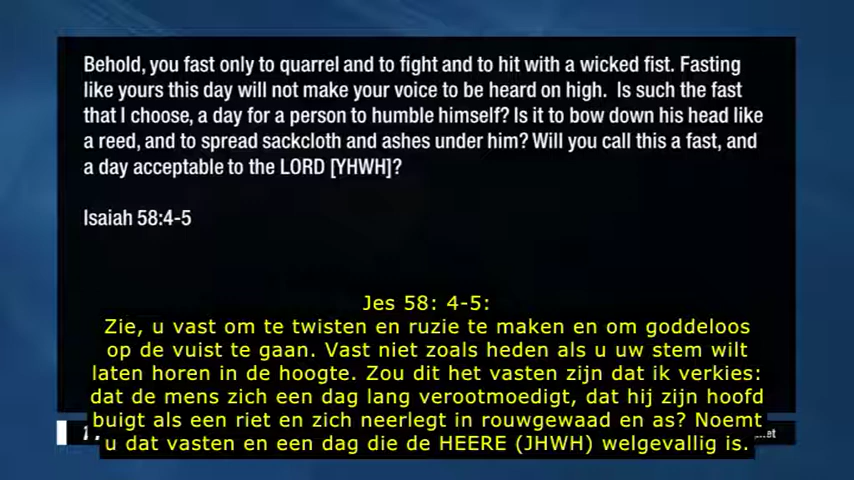 Behold, you fast only to quarrel and to fight and to hit with a wicked fist. Fasting
like yours this day will not make your voice to be heard on high. Is such the fast
that I choose, a day for a person to humble himself? Is it to bow down his head like
a reed, and to spread sackcloth and ashes under him? Will you call this a fast, and
a day acceptable to the LORD [YHWH]?
Isaiah 58:4-5
Jes 58: 4-5:
Zie, u vast om te twisten en ruzie te maken en om goddeloos
op de vuist te gaan. Vast niet zoals heden als u uw stem wilt
laten horen in de hoogte. Zou dit het vasten zijn dat ik verkies:
dat de mens zich een dag lang verootmoedigt, dat hij zijn hoofd
buigt als een riet en zich neerlegt in rouwgewaad en as? Noemt
u dat vasten en een dag die de HEERE (JHWH) welgevallig is.